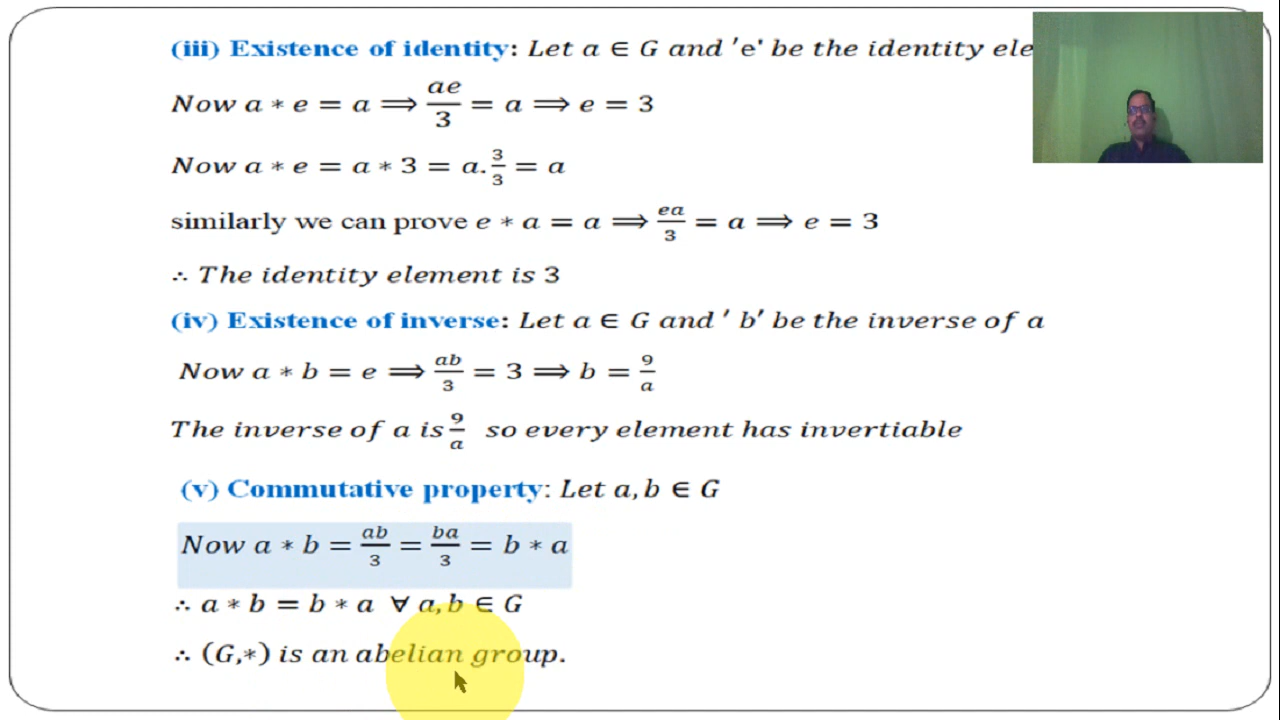 (iii) Existence of identity: Let a ∈ G and 'e' be the identity ele
Now a * e = a ⟹ ae/3 = a ⟹ e = 3
Now a * e = a * 3 = a.3/3 = a
similarly we can prove e * a = a ⟹ ea/3 = a ⟹ e = 3
∴ The identity element is 3
(iv) Existence of inverse: Let a ∈ G and ' b' be the inverse of a
Now a * b = e ⟹ ab/3 = 3 ⟹ b = 9/a
The inverse of a is 9/a so every element has invertiable
(v) Commutative property: Let a, b ∈ G
Now a * b = ab/3 = ba/3 = b * a
∴ a * b = b * a ∀ a, b ∈ G
∴ (G,*) is an abelian group.